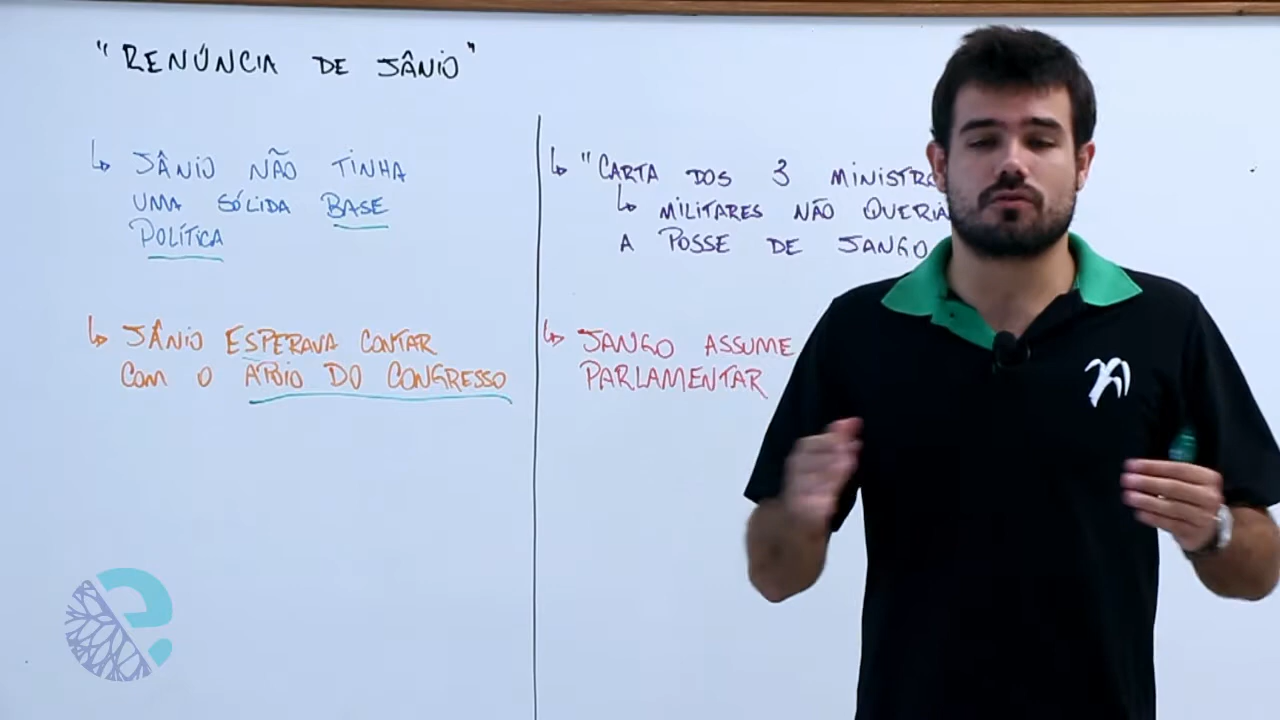 "RENÚNCIA DE JÂNIO"
↳ JÂNIO NÃO TINHA
UMA SÓLIDA BASE
POLÍTICA
↳ JÂNIO ESPERAVA CONTAR
COM O APOIO DO CONGRESSO
↳ "CARTA DOS 3 MINISTRO
↳ MILITARES NÃO QUERIA
A POSSE DE JANGO
↳ JANGO ASSUME
PARLAMENTAR